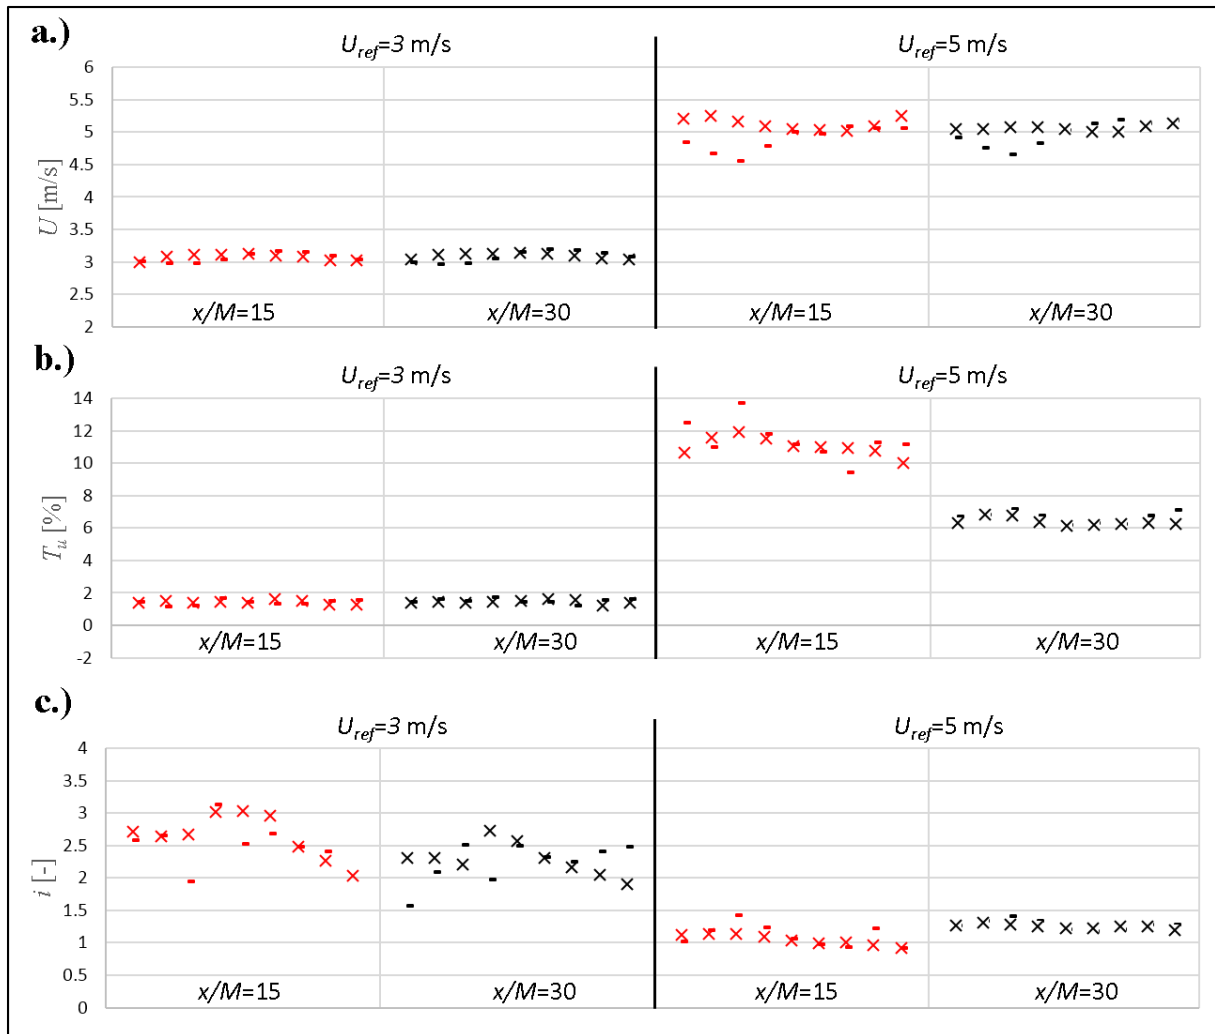 a.)
U_ref=3 m/s U_ref=5 m/s
6
5.5
5
4.5
4
3.5
3
2.5
2
U [m/s]
x/M=15 x/M=30 x/M=15 x/M=30
b.)
U_ref=3 m/s U_ref=5 m/s
14
12
10
8
6
4
2
0
-2
T_u [%]
x/M=15 x/M=30 x/M=15 x/M=30
c.)
U_ref=3 m/s U_ref=5 m/s
4
3.5
3
2.5
2
1.5
1
0.5
0
i [-]
x/M=15 x/M=30 x/M=15 x/M=30